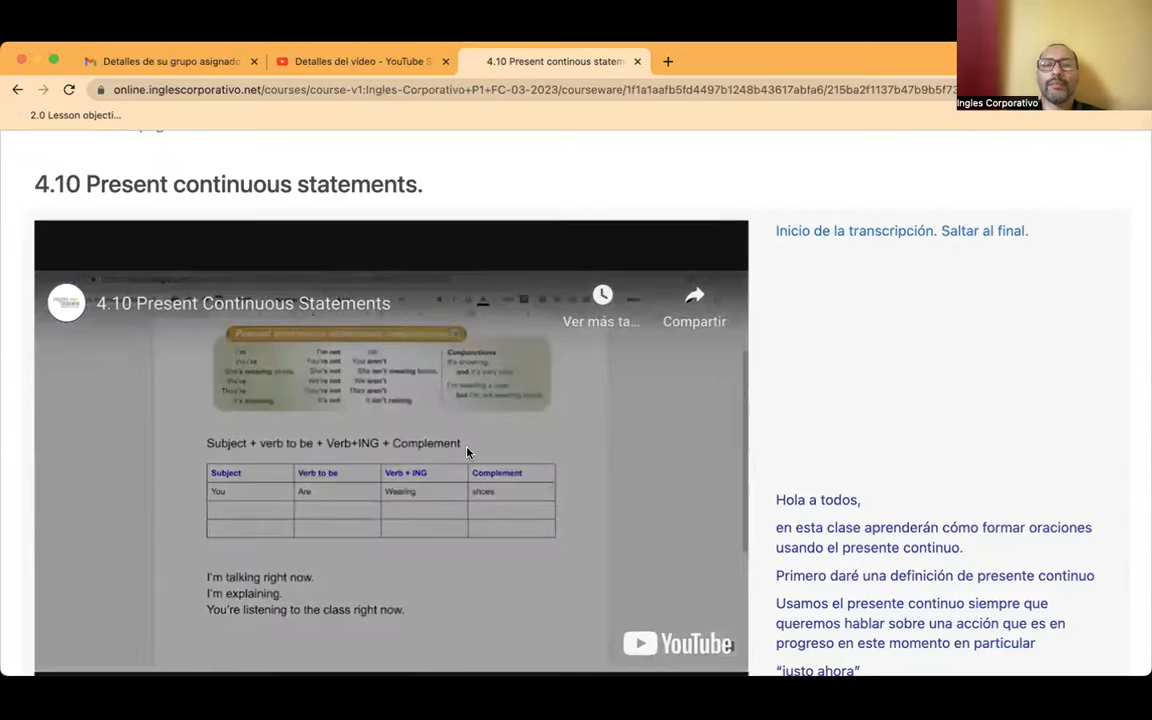 Detalles de su grupo asignado
Detalles del vídeo - YouTube S
4.10 Present continous statem
online.inglescorporativo.net/courses/course-v1:Ingles-Corporativo+P1+FC-03-2023/courseware/1f1a1aafb5fd4497b1248b43617abfa6/215ba2f1137b47b9b5f73
Ingles Corporativo
2.0 Lesson objecti...
4.10 Present continuous statements.
Inicio de la transcripción. Saltar al final.
4.10 Present Continuous Statements
Ver más ta...
Compartir
Conjunctions
Subject + verb to be + Verb+ING + Complement
Subject Verb to be Verb + ING Complement
You Are Wearing shoes
I'm talking right now.
I'm explaining.
You're listening to the class right now.
YouTube
Hola a todos,
en esta clase aprenderán cómo formar oraciones
usando el presente continuo.
Primero daré una definición de presente continuo
Usamos el presente continuo siempre que
queremos hablar sobre una acción que es en
progreso en este momento en particular
"justo ahora"